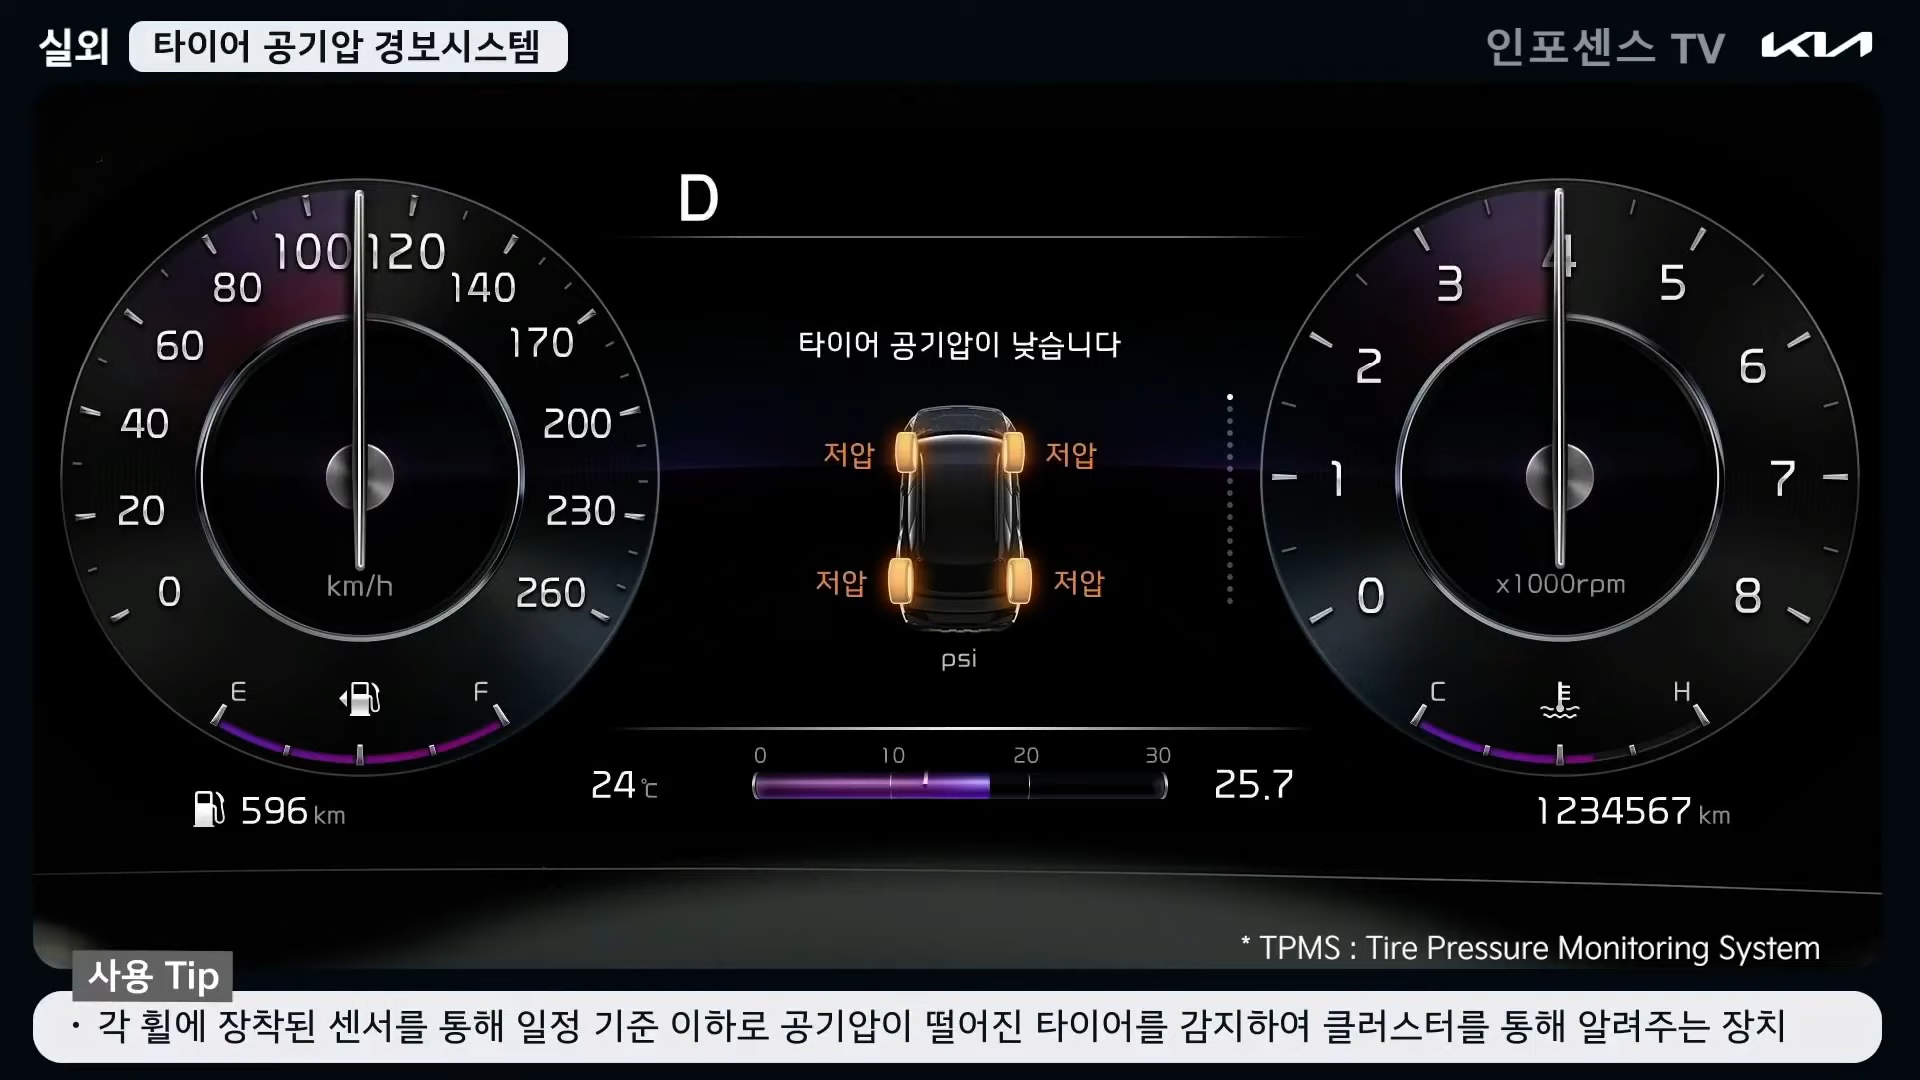 실외 타이어 공기압 경보시스템
인포센스 TV KIA
D
타이어 공기압이 낮습니다
저압 저압
저압 저압
psi
0 20 40 60 80 100 120 140 170 200 230 260
km/h
E F
596 km
24 ℃
0 10 20 30
25.7
0 1 2 3 4 5 6 7 8
x1000rpm
C H
1234567 km
* TPMS : Tire Pressure Monitoring System
사용 Tip
· 각 휠에 장착된 센서를 통해 일정 기준 이하로 공기압이 떨어진 타이어를 감지하여 클러스터를 통해 알려주는 장치